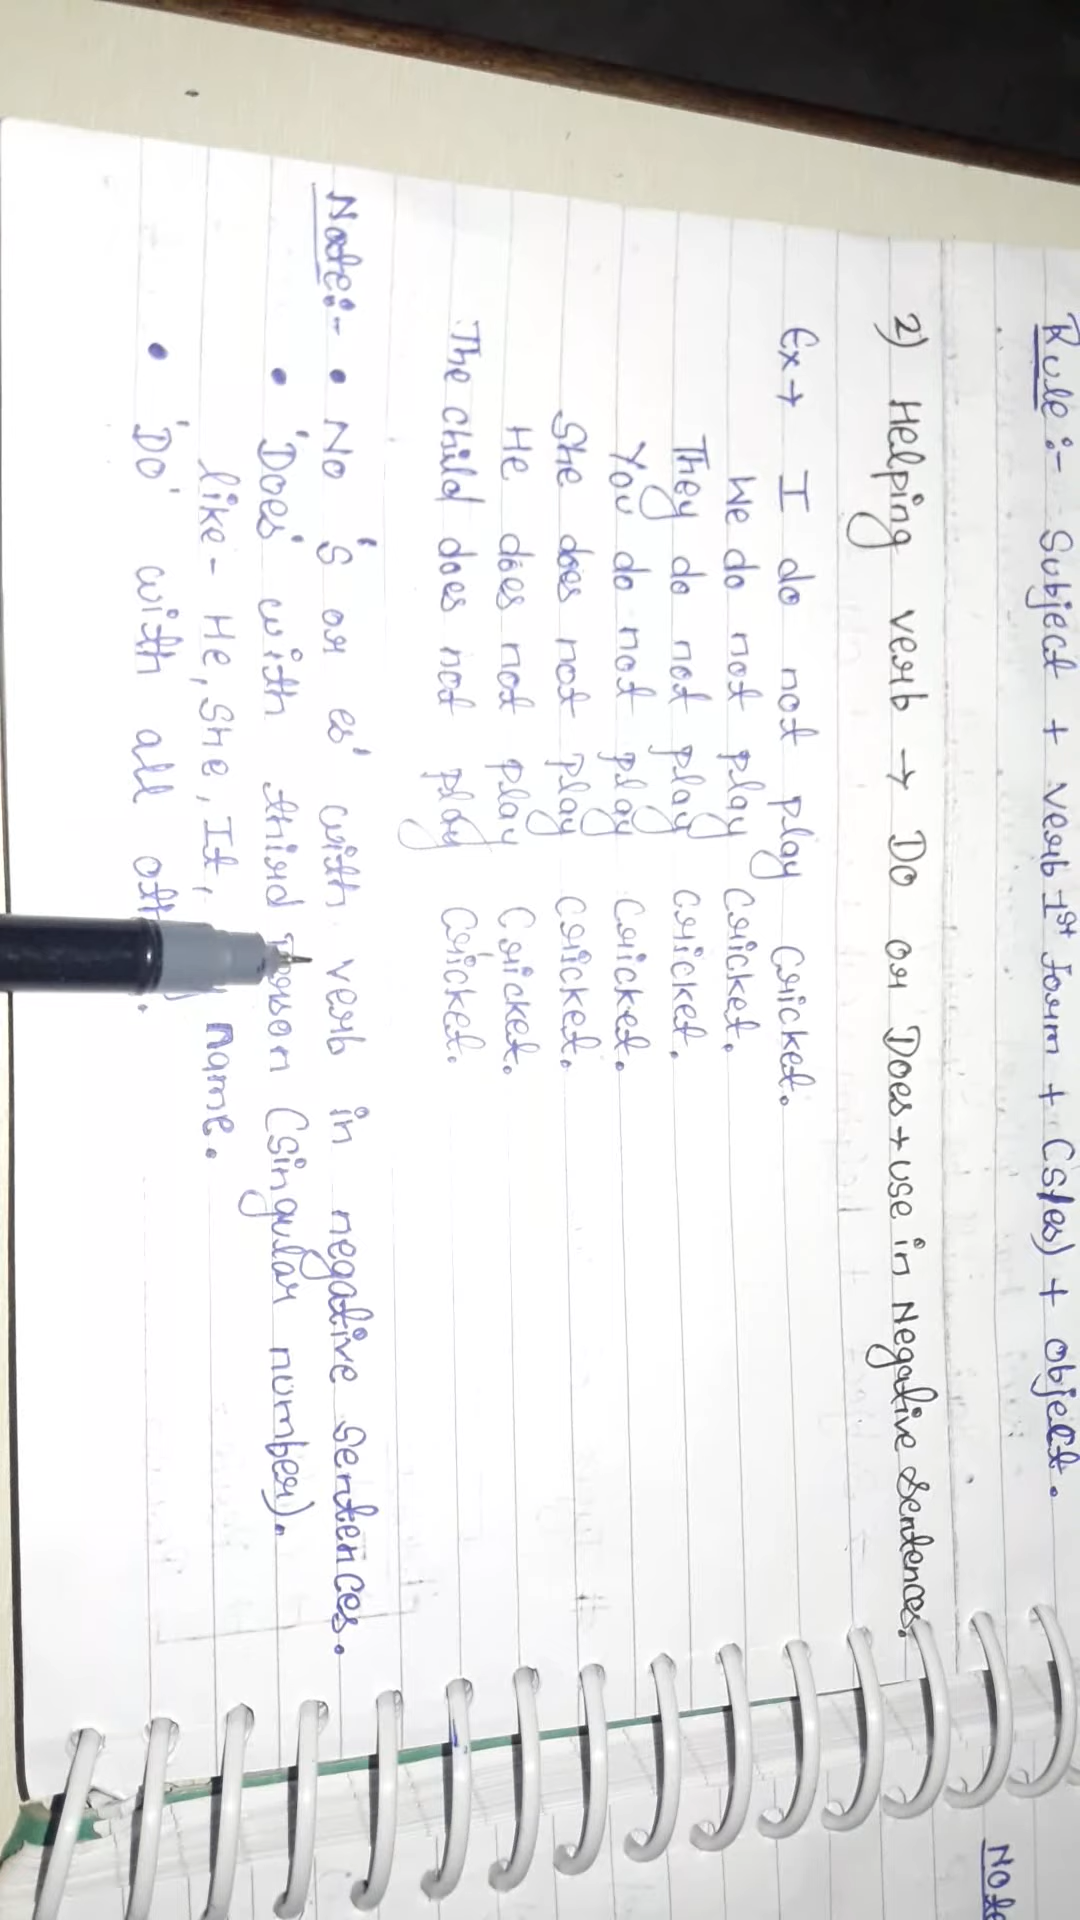 Rule:- Subject + verb 1st form + (s/es) + object.
2) Helping verb → Do or Does → use in Negative Sentences.
Ex → I do not play Cricket.
We do not play Cricket.
They do not play Cricket.
You do not play Cricket.
She does not play Cricket.
He does not play Cricket.
The child does not play Cricket.
Note:- • No 's or es' with verb in negative sentences.
• 'Does' with third Person (Singular number).
like- He, She, It, name.
• 'Do' with all
Note